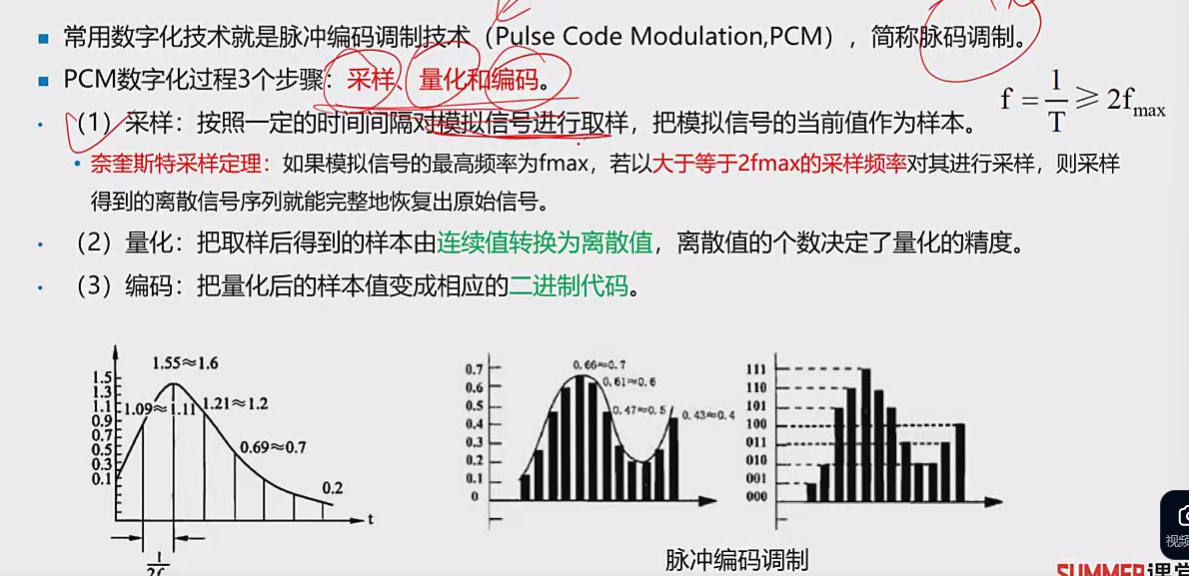 常用数字化技术就是脉冲编码调制技术（Pulse Code Modulation,PCM），简称脉码调制。
PCM数字化过程3个步骤：采样、量化和编码。
f = 1/T ⩾ 2fmax
（1）采样：按照一定的时间间隔对模拟信号进行取样，把模拟信号的当前值作为样本。
奈奎斯特采样定理：如果模拟信号的最高频率为fmax，若以大于等于2fmax的采样频率对其进行采样，则采样
得到的离散信号序列就能完整地恢复出原始信号。
（2）量化：把取样后得到的样本由连续值转换为离散值，离散值的个数决定了量化的精度。
（3）编码：把量化后的样本值变成相应的二进制代码。
1.55≈1.6
1.5
1.3
1.1
1.09≈1.11
1.21≈1.2
0.9
0.7
0.5
0.69≈0.7
0.3
0.1
0.2
t
0.66≈0.7
0.7
0.61≈0.6
0.6
0.5
0.47≈0.5
0.43≈0.4
0.4
0.3
0.2
0.1
0
111
110
101
100
011
010
001
000
脉冲编码调制
视频
SUMMER课堂